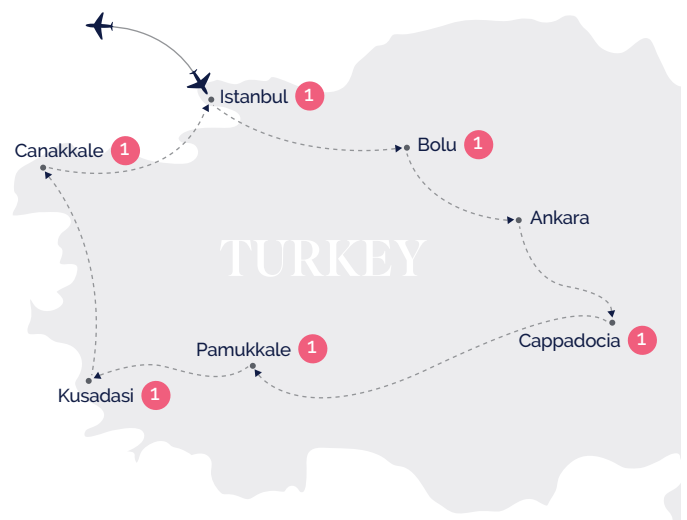 Istanbul 1
Canakkale 1
Bolu 1
Ankara
TURKEY
Cappadocia 1
Pamukkale 1
Kusadasi 1